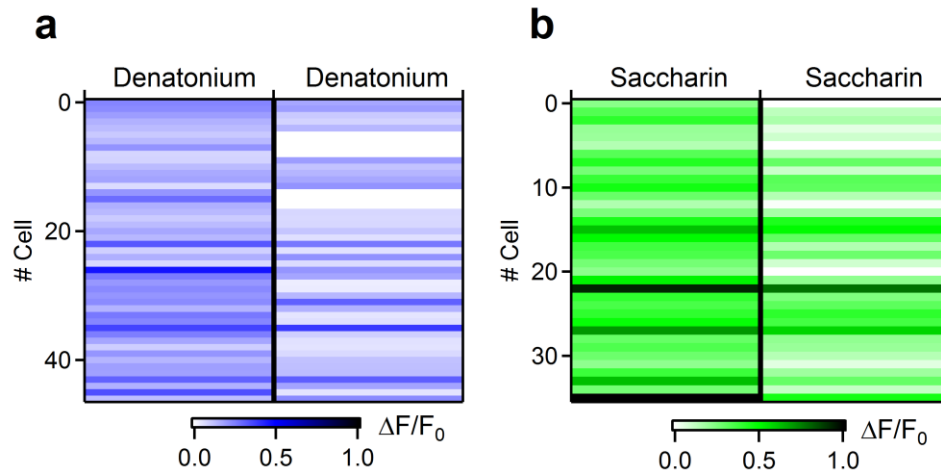 a
Denatonium Denatonium
0
20
40
# Cell
0.0 0.5 1.0
ΔF/F₀
b
Saccharin Saccharin
0
10
20
30
# Cell
0.0 0.5 1.0
ΔF/F₀